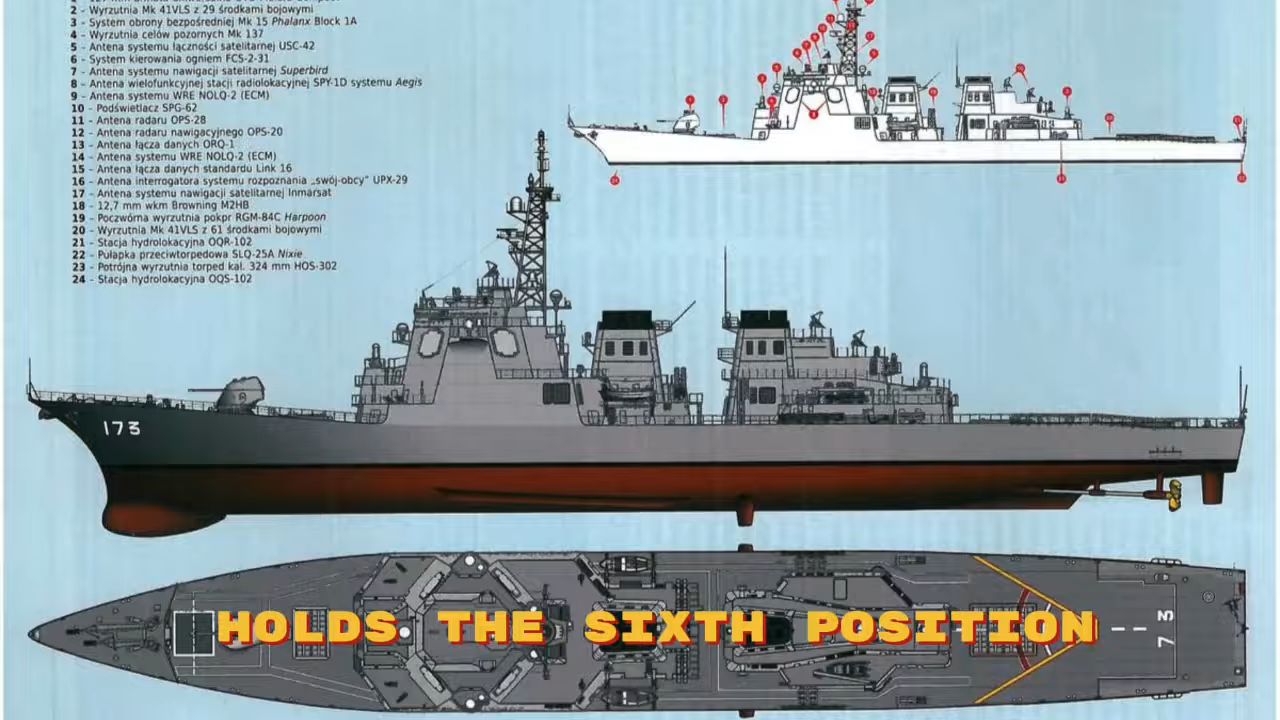 2 - Wyrzutnia Mk 41VLS z 29 środkami bojowymi
3 - System obrony bezpośredniej Mk 15 Phalanx Block 1A
4 - Wyrzutnia celów pozornych Mk 137
5 - Antena systemu łączności satelitarnej USC-42
6 - System kierowania ogniem FCS-2-31
7 - Antena systemu nawigacji satelitarnej Superbird
8 - Antena wielofunkcyjnej stacji radiolokacyjnej SPY-1D systemu Aegis
9 - Antena systemu WRE NOLQ-2 (ECM)
10 - Podświetlacz SPG-62
11 - Antena radaru OPS-28
12 - Antena radaru nawigacyjnego OPS-20
13 - Antena łącza danych ORQ-1
14 - Antena systemu WRE NOLQ-2 (ECM)
15 - Antena łącza danych standardu Link 16
16 - Antena interrogatora systemu rozpoznania „swój-obcy" UPX-29
17 - Antena systemu nawigacji satelitarnej Inmarsat
18 - 12,7 mm wkm Browning M2HB
19 - Poczwórna wyrzutnia pokpr RGM-84C Harpoon
20 - Wyrzutnia Mk 41VLS z 61 środkami bojowymi
21 - Stacja hydrolokacyjna OQR-102
22 - Pułapka przeciwtorpedowa SLQ-25A Nixie
23 - Potrójna wyrzutnia torped kal. 324 mm HOS-302
24 - Stacja hydrolokacyjna OQS-102
173
HOLDS THE SIXTH POSITION
73